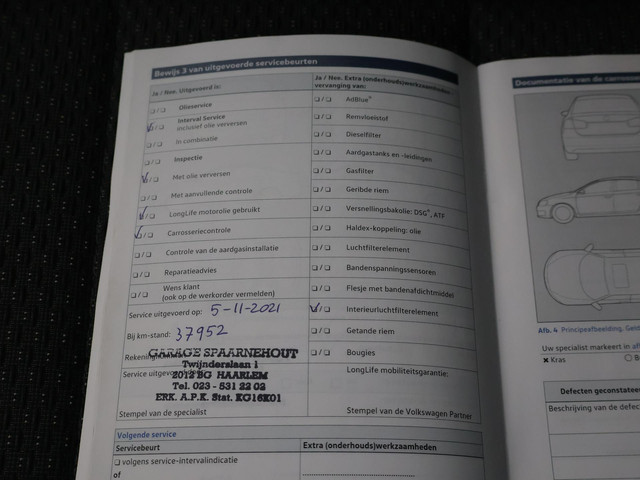 Bewijs 3 van uitgevoerde servicebeurten
Ja / Nee. Uitgevoerd is:
Olieservice
Interval Service
inclusief olie verversen
In combinatie
Inspectie
Met olie verversen
Met aanvullende controle
LongLife motorolie gebruikt
Carrosseriecontrole
Controle van de aardgasinstallatie
Reparatieadvies
Wens klant
(ook op de werkorder vermelden)
Service uitgevoerd op: 5-11-2021
Bij km-stand: 37952
GARAGE SPAARNEHOUT
Twijnderslaan 1
2012 BG HAARLEM
Tel. 023 - 531 22 02
ERK. A.P.K. Stat. KG16K01
Service
Stempel van de specialist
Ja / Nee. Extra (onderhouds)werkzaamheden
vervanging van:
AdBlue®
Remvloeistof
Dieselfilter
Aardgastanks en -leidingen
Gasfilter
Geribde riem
Versnellingsbakolie: DSG®, ATF
Haldex-koppeling: olie
Luchtfilterelement
Bandenspanningssensoren
Flesje met bandenafdichtmiddel
Interieurluchtfilterelement
Getande riem
Bougies
LongLife mobiliteitsgarantie:
Stempel van de Volkswagen Partner
Volgende service
Servicebeurt
Extra (onderhouds)werkzaamheden
volgens service-intervalindicatie
of
Documentatie van de
Afb. 4 Principeafbeelding,
Uw specialist markeert in
Kras
Defecten
Beschrijving van de